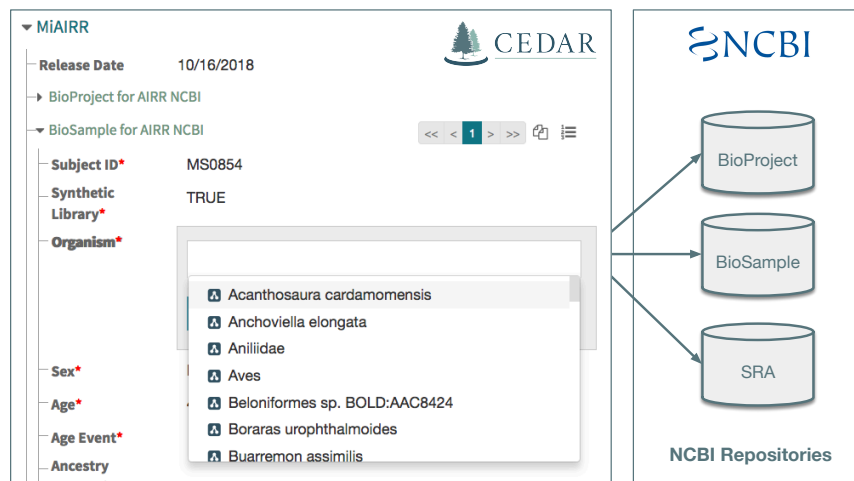 MiAIRR
CEDAR
NCBI
Release Date 10/16/2018
BioProject for AIRR NCBI
BioSample for AIRR NCBI
<< < 1 > >>
Subject ID* MS0854
Synthetic Library* TRUE
Organism*
Acanthosaura cardamomensis
Anchoviella elongata
Aniliidae
Aves
Beloniformes sp. BOLD:AAC8424
Boraras urophthalmoides
Buarremon assimilis
Sex*
Age*
Age Event*
Ancestry
BioProject
BioSample
SRA
NCBI Repositories